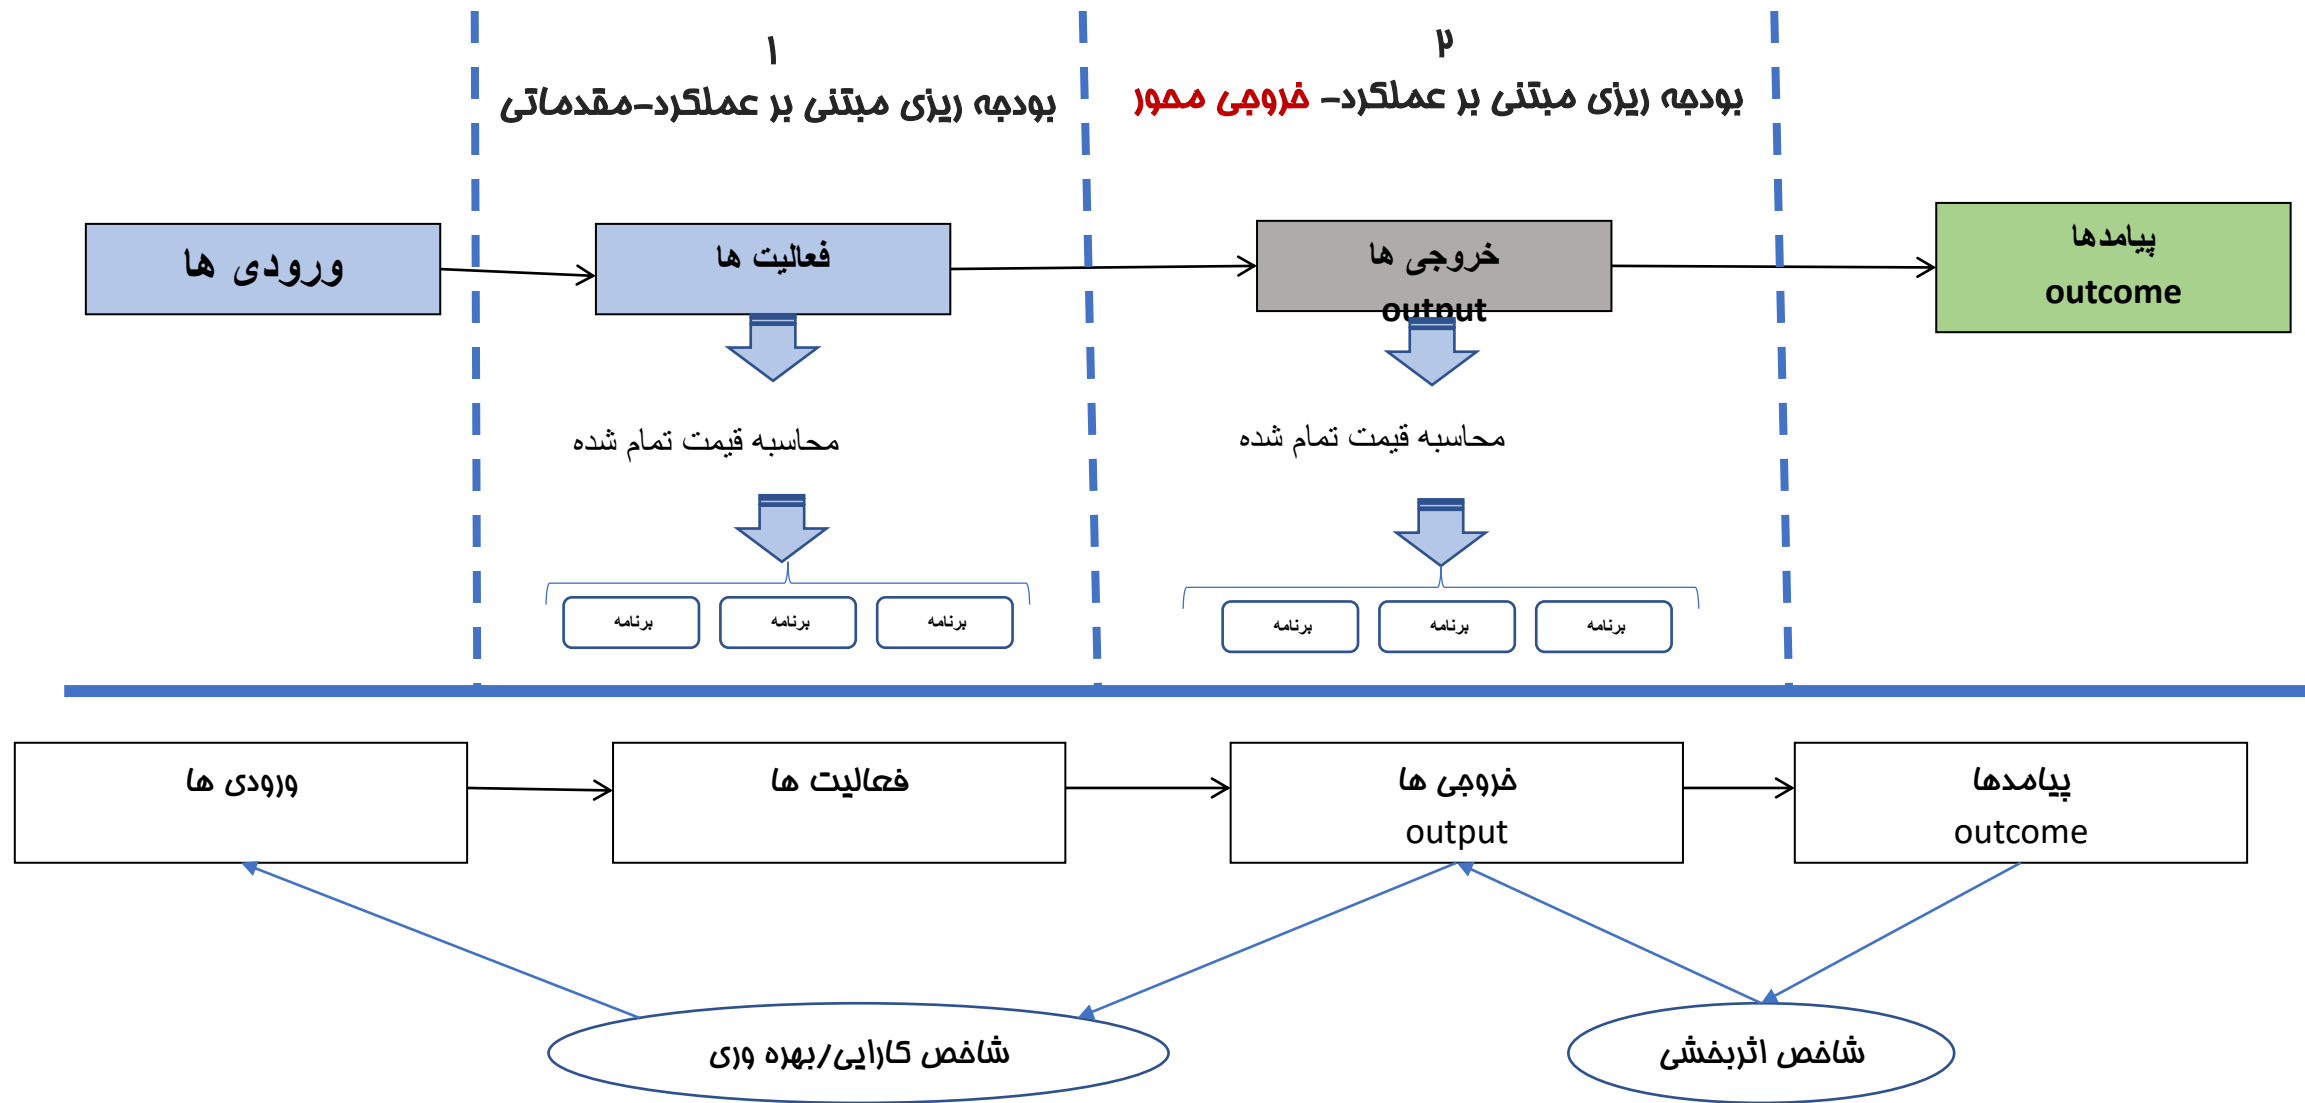 ۱
بودجه ریزی مبتنی بر عملکرد-مقدماتی
۲
بودجه ریزی مبتنی بر عملکرد- خروجی محور
ورودی ها
فعالیت ها
خروجی ها
output
پیامدها
outcome
محاسبه قیمت تمام شده
محاسبه قیمت تمام شده
برنامه
برنامه
برنامه
برنامه
برنامه
برنامه
ورودی ها
فعالیت ها
خروجی ها
output
پیامدها
outcome
شاخص کارایی/بهره وری
شاخص اثربخشی